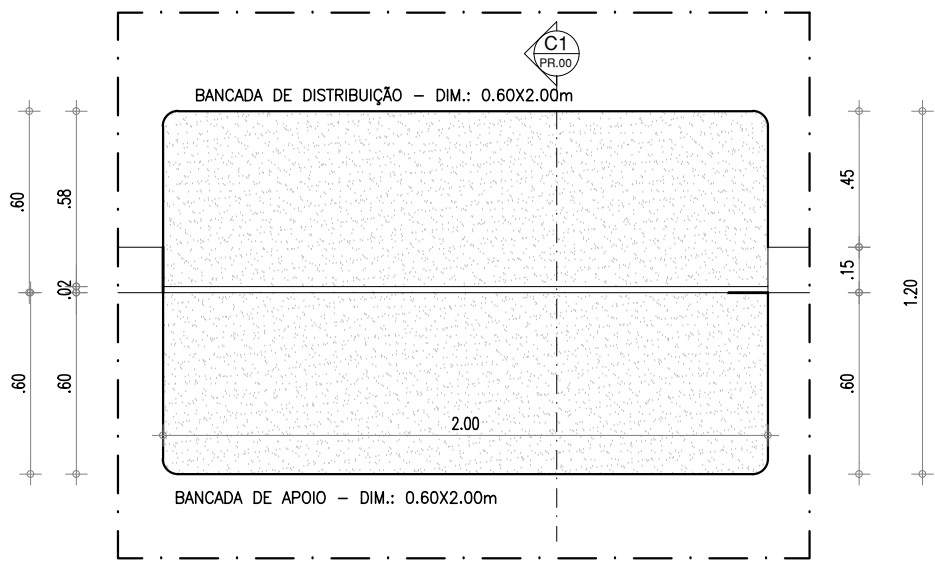 C1
PR.00
BANCADA DE DISTRIBUIÇÃO - DIM.: 0.60X2.00m
.60
.58
.45
.02
.15
1.20
.60
.60
.60
2.00
BANCADA DE APOIO - DIM.: 0.60X2.00m